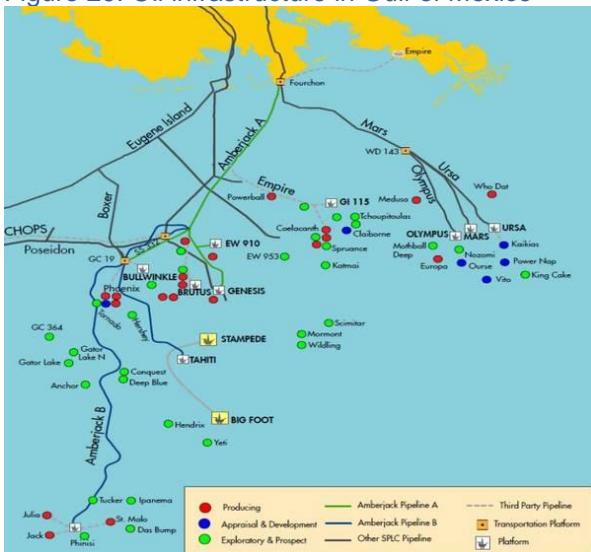 Figure 25: Oil infrastructure in Gulf of Mexico
Empire
Fourchon
Eugene Island
Amberjack A
Mars
WD 143
Ursa
Olympus
Boxer
Powerball
Empire
GI 115
Medusa
Who Dat
Tchoupitoulas
Coelacanth
Claiborne
CHOPS
Poseidon
EW 910
Spruance
OLYMPUS
MARS
URSA
Mothball
Deep
Kaikias
GC 19
EW 953
Katmai
Nozomi
Europa
Ourse
Power Nap
King Cake
Vito
BULLWINKLE
Phoenix
BRUTUS
GENESIS
Tornado
Hershey
GC 364
STAMPEDE
Scimitar
Mormont
Wildling
Gator
Lake N
Gator Lake
TAHITI
Conquest
Deep Blue
Anchor
Amberjack B
BIG FOOT
Hendrix
Yeti
Tucker
Ipanema
Julia
St. Malo
Das Bump
Jack
Phinisi
Producing
Appraisal & Development
Exploratory & Prospect
Amberjack Pipeline A
Amberjack Pipeline B
Other SPLC Pipeline
Third Party Pipeline
Transportation Platform
Platform